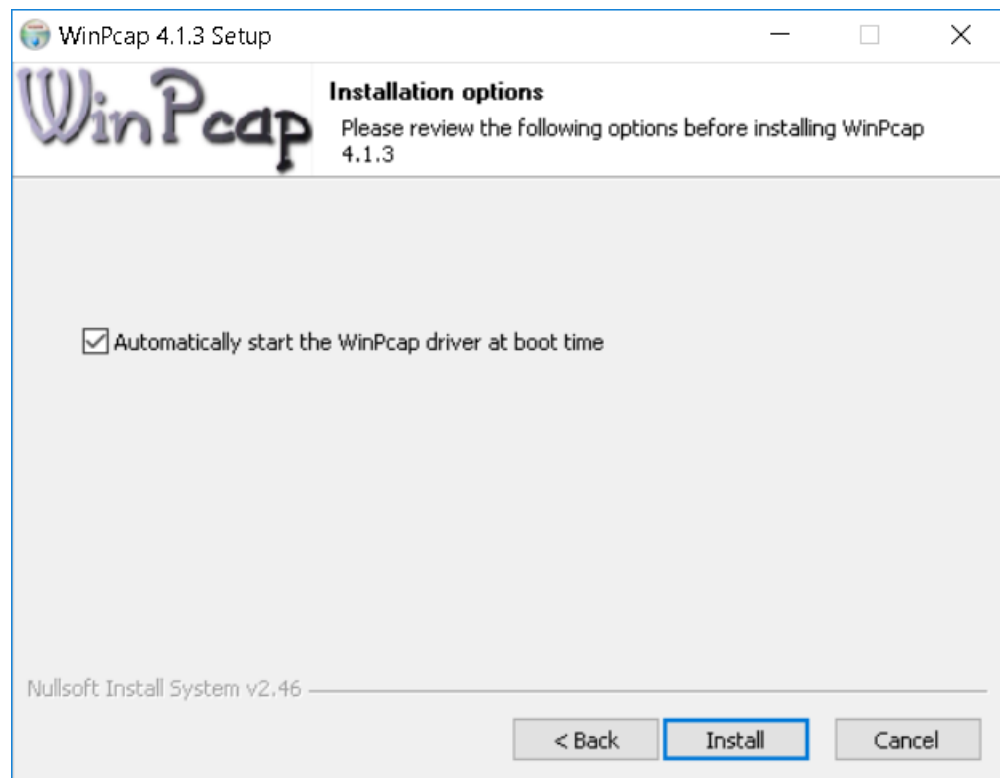 WinPcap 4.1.3 Setup
WinPcap
Installation options
Please review the following options before installing WinPcap
4.1.3
Automatically start the WinPcap driver at boot time
Nullsoft Install System v2.46
< Back
Install
Cancel